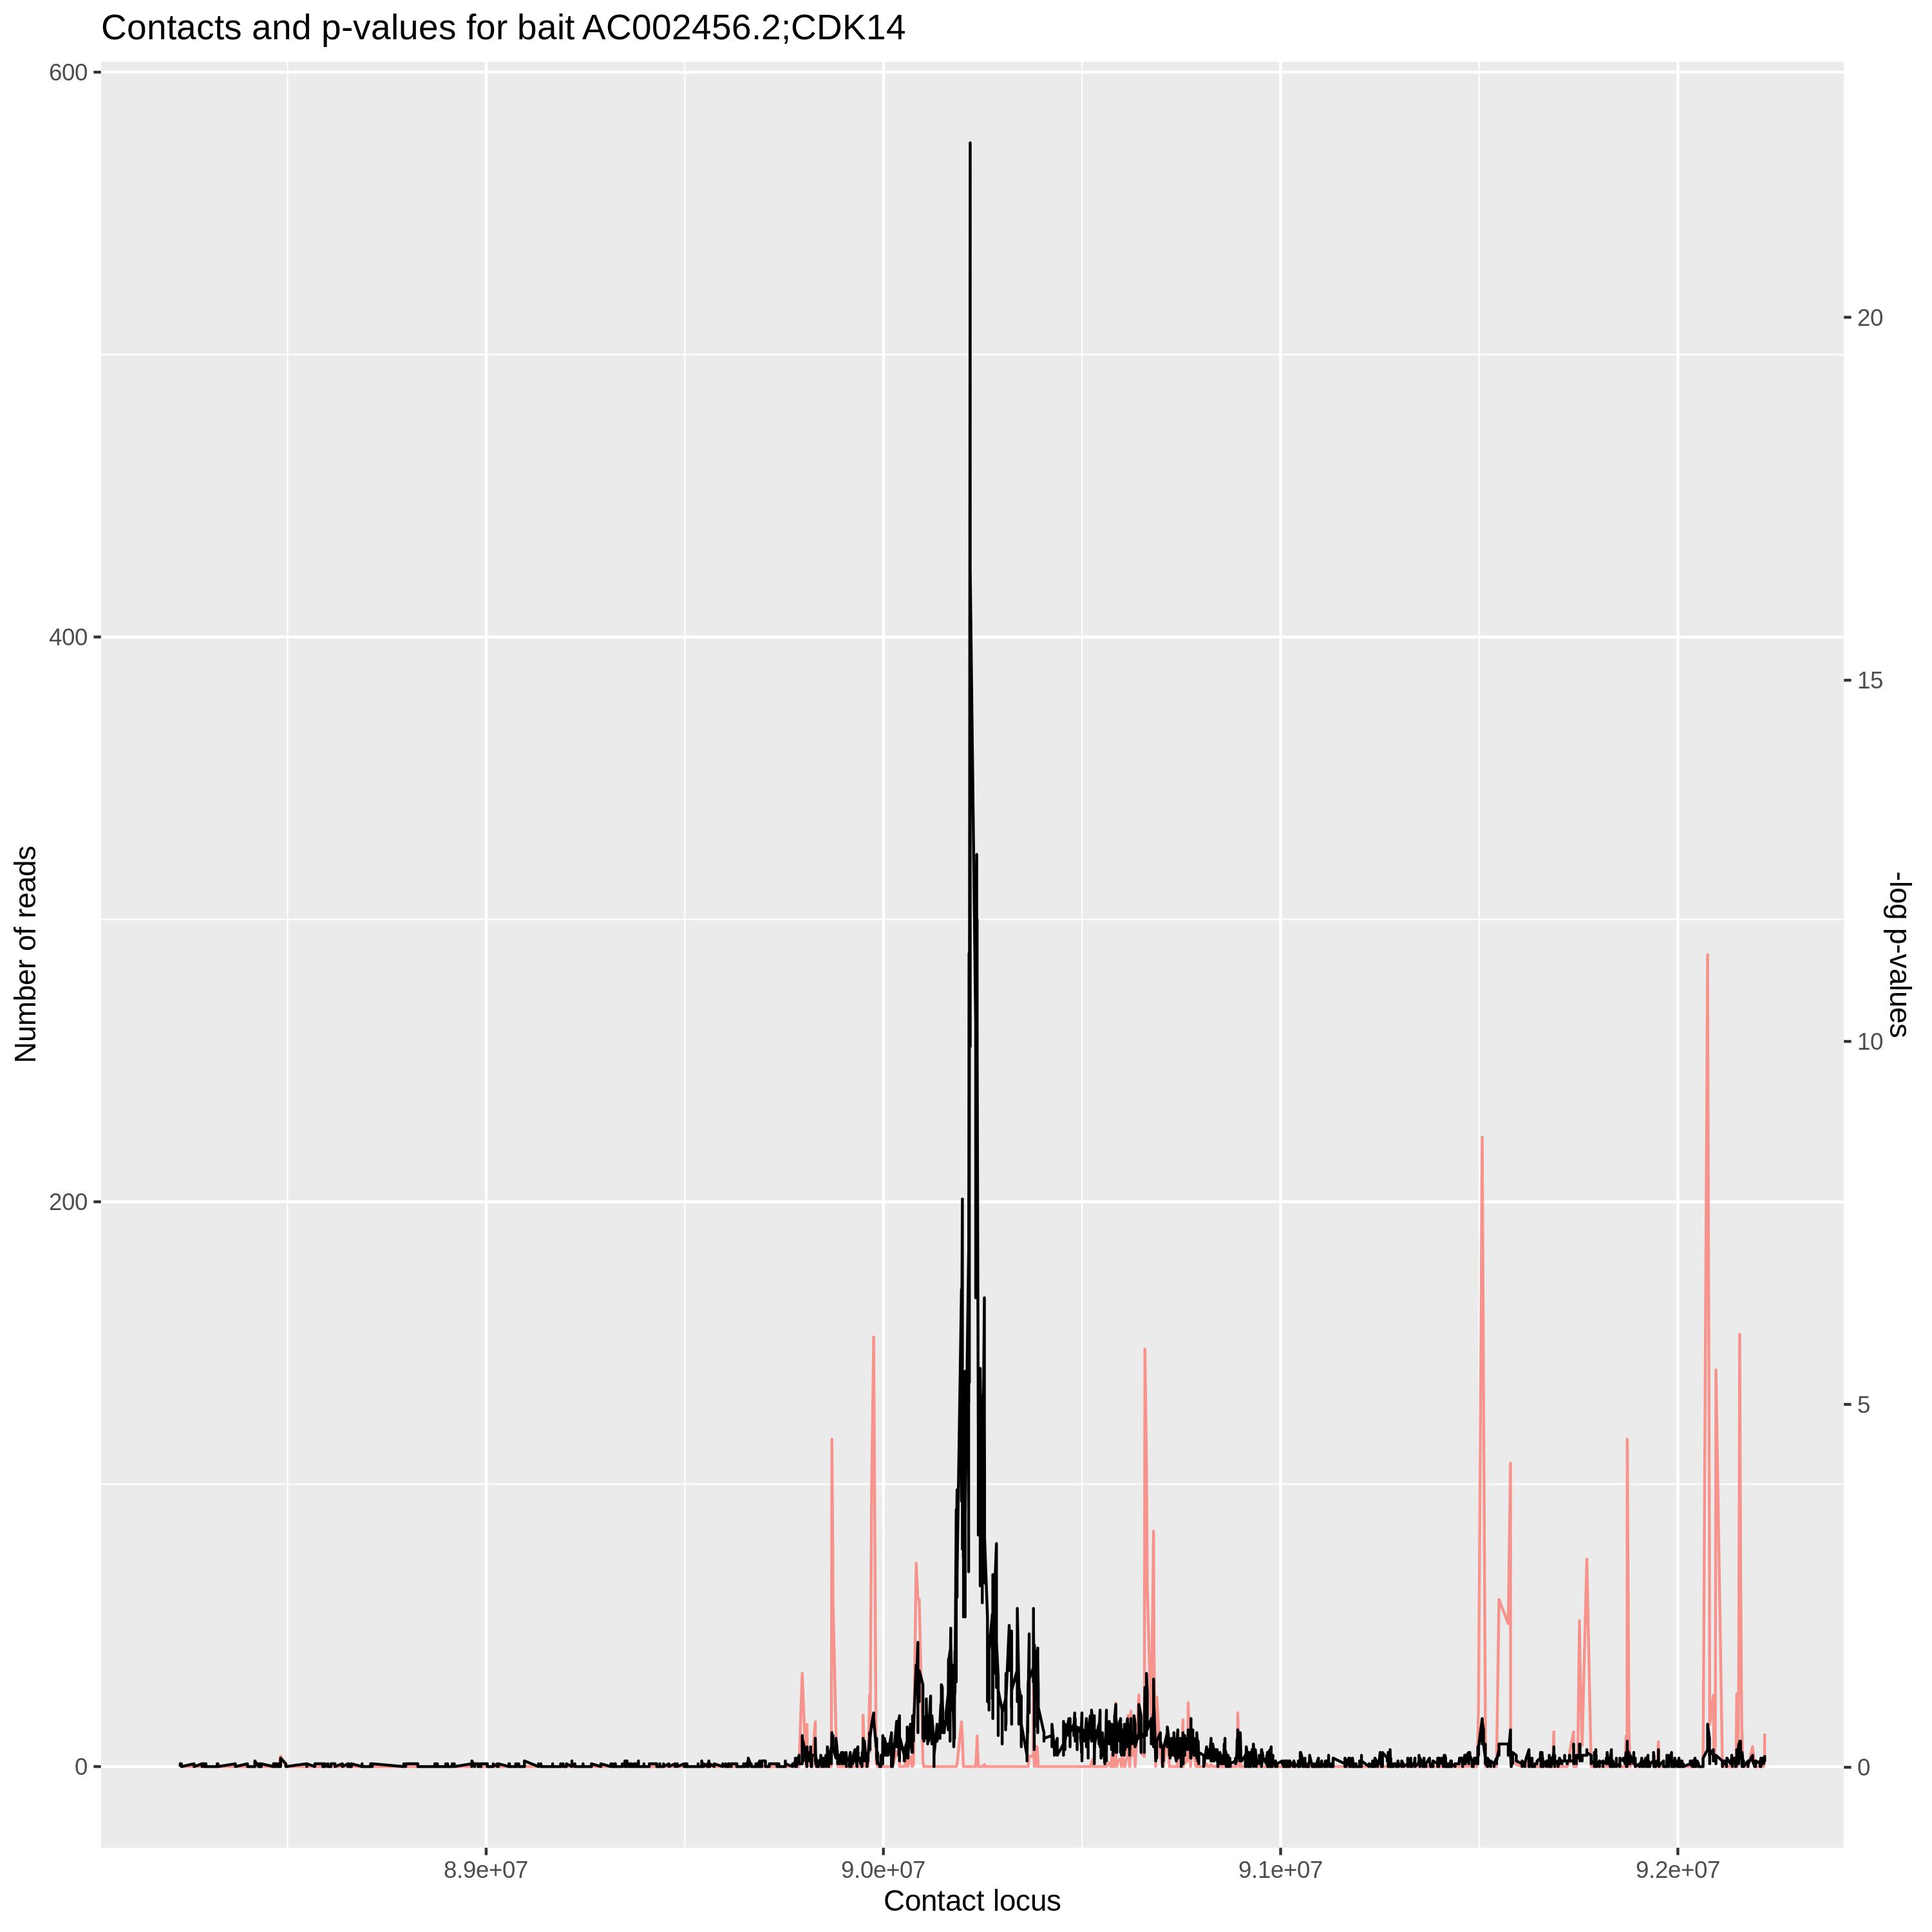 Contacts and p-values for bait AC002456.2;CDK14
600
400
200
0
Number of reads
20
15
10
5
0
-log p-values
8.9e+07
9.0e+07
9.1e+07
9.2e+07
Contact locus